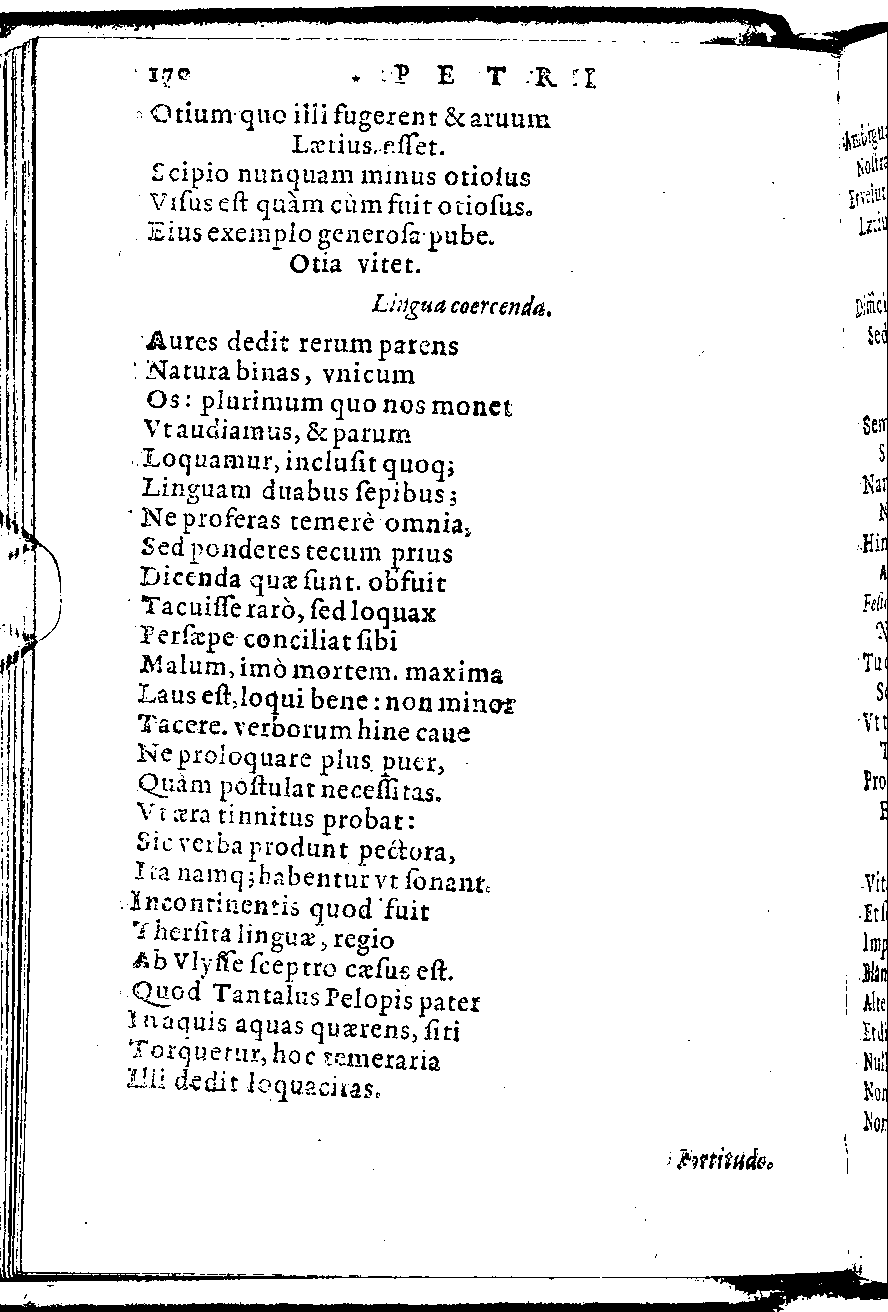 170 P E T R I
Otium quo illi fugerent & aruum
Lætius esset.
Scipio nunquam minus otiosus
Visus est quàm cùm fuit otiosus.
Eius exemplo generosa pube.
Otia vitet.
Lingua coercenda.
Aures dedit rerum parens
Natura binas, vnicum
Os: plurimum quo nos monet
Vt audiamus, & parum
Loquamur, inclusit quoq;
Linguam duabus sepibus;
Ne proferas temerè omnia,
Sed ponderes tecum prius
Dicenda quæ sunt. obfuit
Tacuisse rarò, sed loquax
Persæpe conciliat sibi
Malum, imò mortem. maxima
Laus est, loqui bene: non minor
Tacere. verborum hinc caue
Ne proloquare plus puer,
Quàm postulat necessitas.
Vt æra tinnitus probat:
Sic verba produnt pectora,
Ita namq; habentur vt sonant.
Incontinentis quod fuit
Thersita linguæ, regio
Ab Vlysse sceptro cæsus est.
Quod Tantalus Pelopis pater
In aquis aquas quærens, siti
Torquetur, hoc temeraria
Illi dedit loquacitas.
Fortitudo.